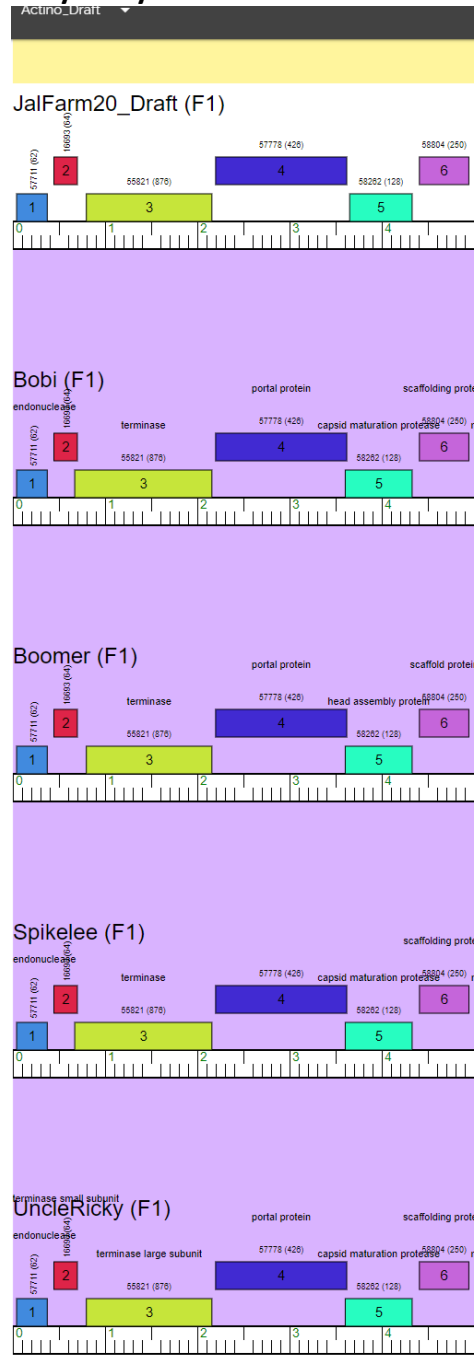 Actino_Draft
JalFarm20_Draft (F1)
57711 (62)
16693 (64)
55821 (876)
57778 (426)
58262 (128)
58804 (250)
1 2 3 4 5 6
0 1 2 3 4
Bobi (F1)
endonuclease
terminase
portal protein
capsid maturation protease
scaffolding prote
57711 (62)
16693 (64)
55821 (876)
57778 (426)
58262 (128)
58804 (250)
1 2 3 4 5 6
0 1 2 3 4
Boomer (F1)
terminase
portal protein
head assembly protein
scaffold protei
57711 (62)
16693 (64)
55821 (876)
57778 (426)
58262 (128)
58804 (250)
1 2 3 4 5 6
0 1 2 3 4
Spikelee (F1)
endonuclease
terminase
capsid maturation protease
scaffolding prote
57711 (62)
16693 (64)
55821 (876)
57778 (426)
58262 (128)
58804 (250)
1 2 3 4 5 6
0 1 2 3 4
terminase small subunit
UncleRicky (F1)
endonuclease
terminase large subunit
portal protein
capsid maturation protease
scaffolding prote
57711 (62)
16693 (64)
55821 (876)
57778 (426)
58262 (128)
58804 (250)
1 2 3 4 5 6
0 1 2 3 4